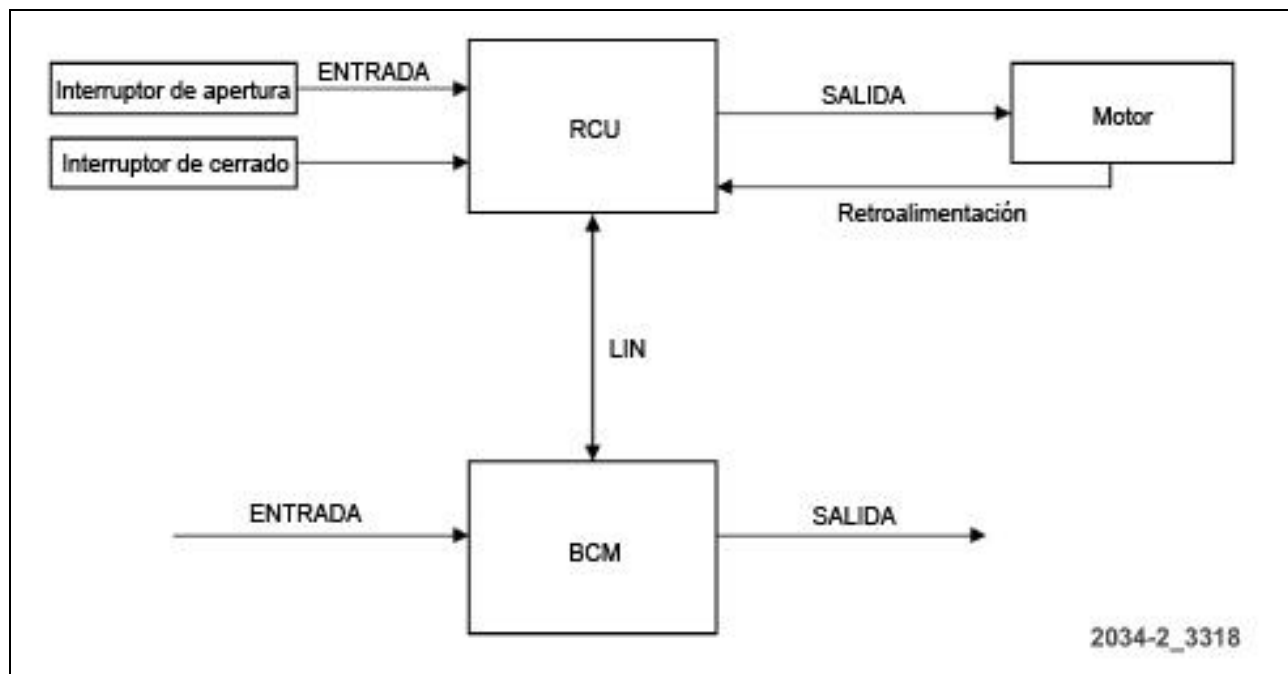 Interruptor de apertura
ENTRADA
Interruptor de cerrado
RCU
SALIDA
Motor
Retroalimentación
LIN
ENTRADA
BCM
SALIDA
2034-2_3318